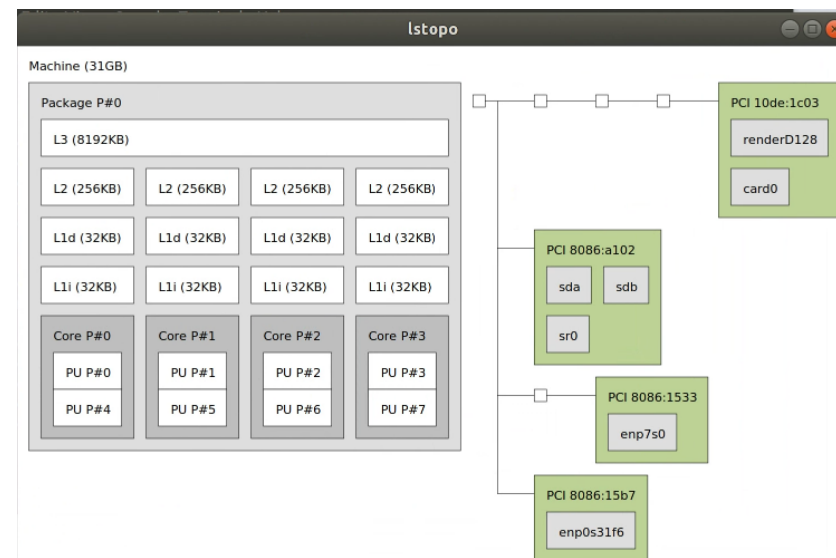 lstopo
Machine (31GB)
Package P#0
L3 (8192KB)
L2 (256KB) L2 (256KB) L2 (256KB) L2 (256KB)
L1d (32KB) L1d (32KB) L1d (32KB) L1d (32KB)
L1i (32KB) L1i (32KB) L1i (32KB) L1i (32KB)
Core P#0 Core P#1 Core P#2 Core P#3
PU P#0 PU P#1 PU P#2 PU P#3
PU P#4 PU P#5 PU P#6 PU P#7
PCI 10de:1c03
renderD128
card0
PCI 8086:a102
sda sdb
sr0
PCI 8086:1533
enp7s0
PCI 8086:15b7
enp0s31f6